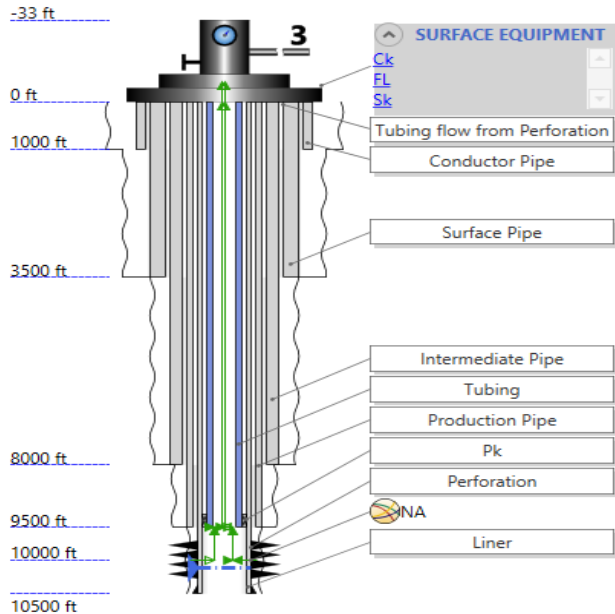 -33 ft
3
SURFACE EQUIPMENT
Ck
FL
Sk
0 ft
Tubing flow from Perforation
1000 ft
Conductor Pipe
Surface Pipe
3500 ft
Intermediate Pipe
Tubing
Production Pipe
Pk
8000 ft
Perforation
9500 ft
NA
Liner
10000 ft
10500 ft